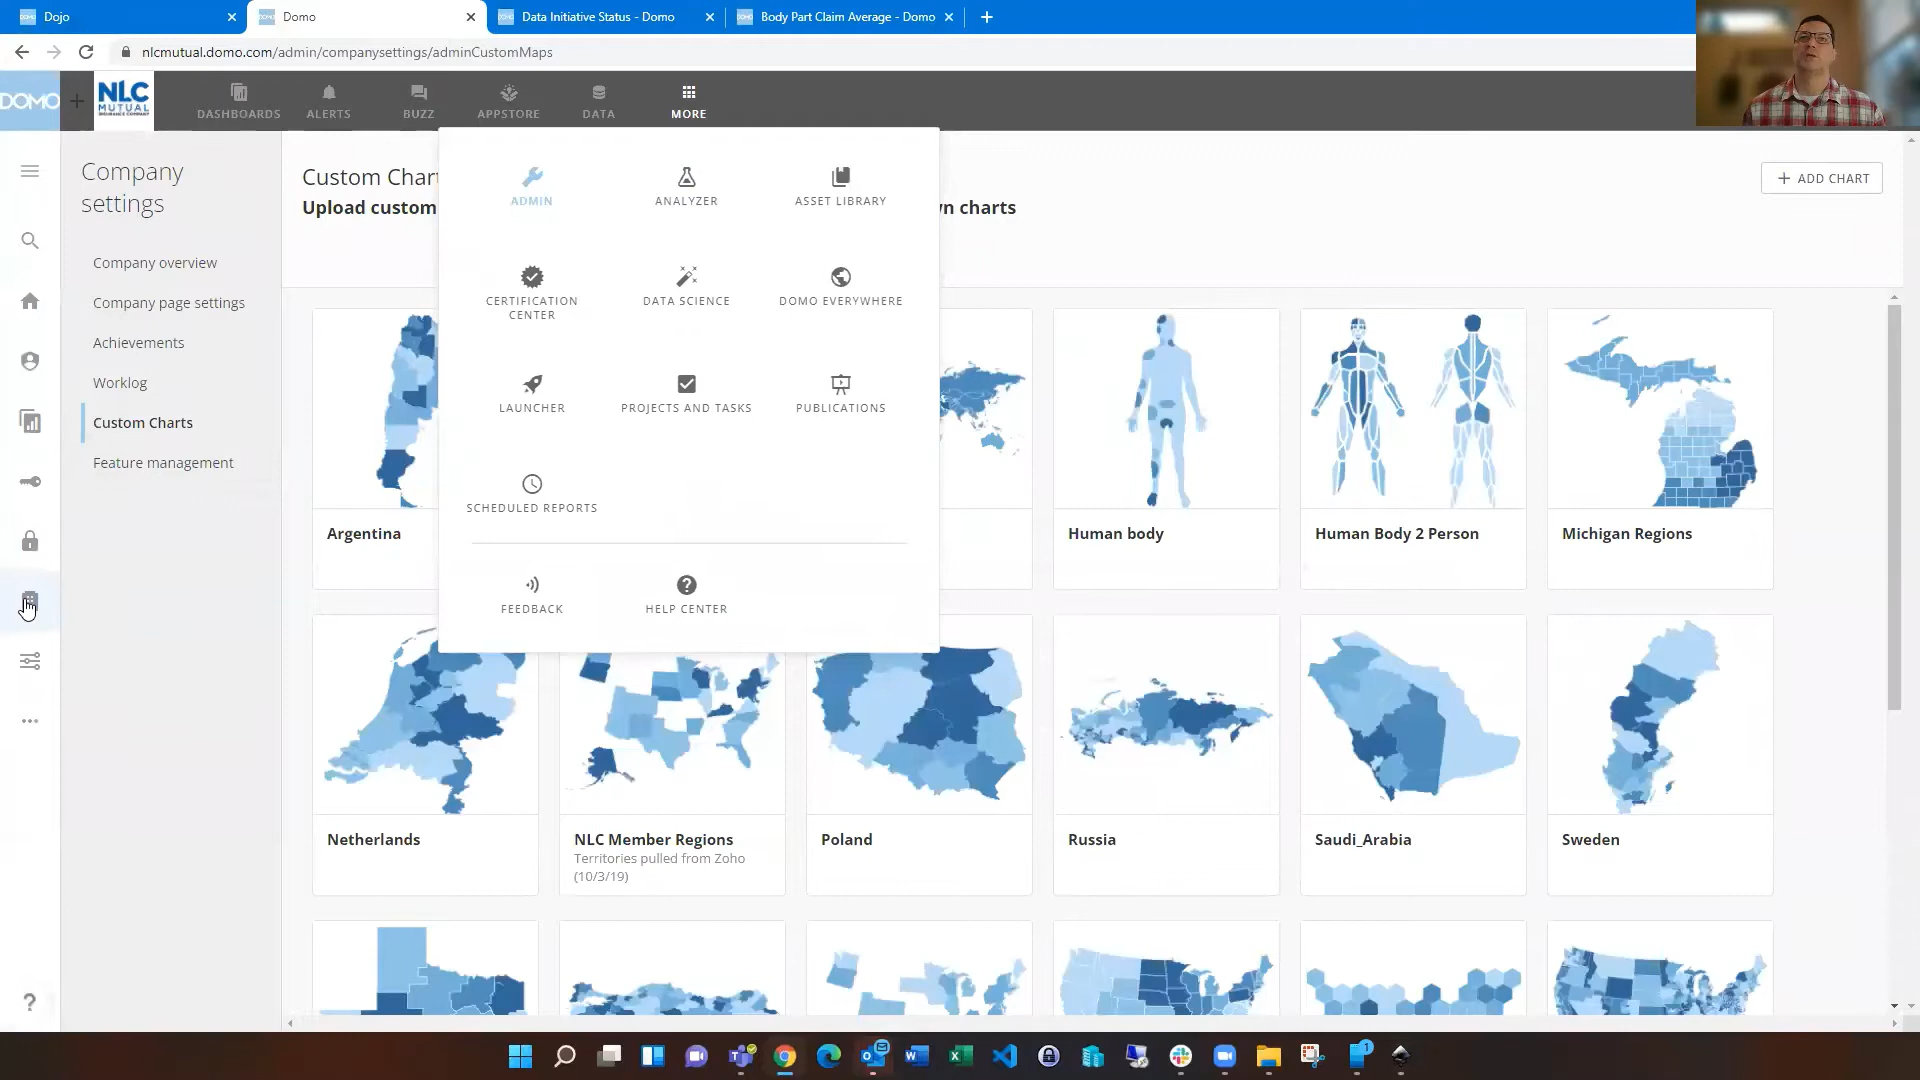 Dojo
Domo
Data Initiative Status - Domo
Body Part Claim Average - Domo
nlcmutual.domo.com/admin/companysettings/adminCustomMaps
DOMO
NLC
MUTUAL
INSURANCE COMPANY
DASHBOARDS
ALERTS
BUZZ
APPSTORE
DATA
MORE
Company
settings
Company overview
Company page settings
Achievements
Worklog
Custom Charts
Feature management
Custom Char
Upload custom
n charts
+ ADD CHART
ADMIN
ANALYZER
ASSET LIBRARY
CERTIFICATION
CENTER
DATA SCIENCE
DOMO EVERYWHERE
LAUNCHER
PROJECTS AND TASKS
PUBLICATIONS
SCHEDULED REPORTS
FEEDBACK
HELP CENTER
Argentina
Human body
Human Body 2 Person
Michigan Regions
Netherlands
NLC Member Regions
Territories pulled from Zoho
(10/3/19)
Poland
Russia
Saudi_Arabia
Sweden